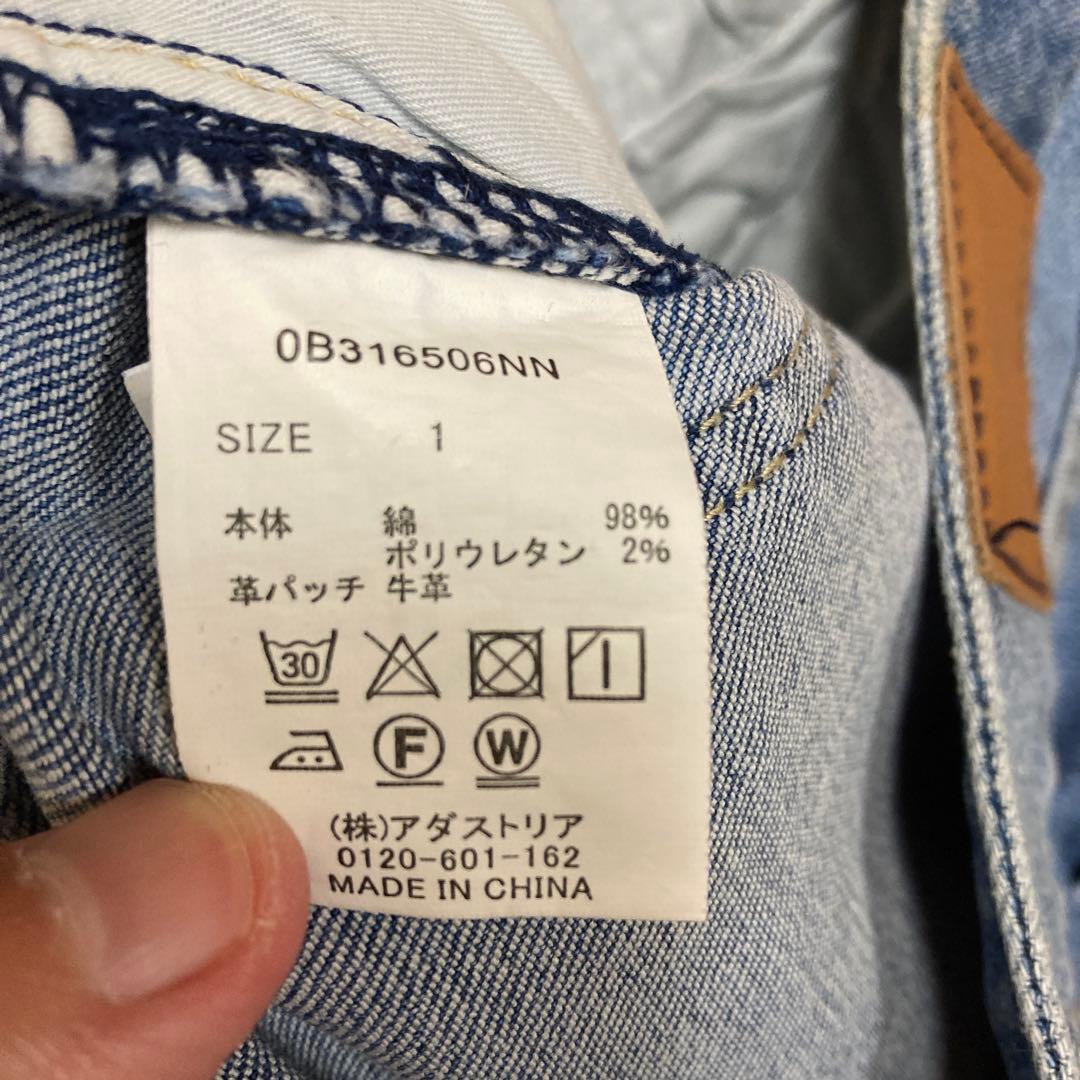 0B316506NN
SIZE 1
本体 綿 98%
ポリウレタン 2%
革パッチ 牛革
30
F W
(株)アダストリア
0120-601-162
MADE IN CHINA